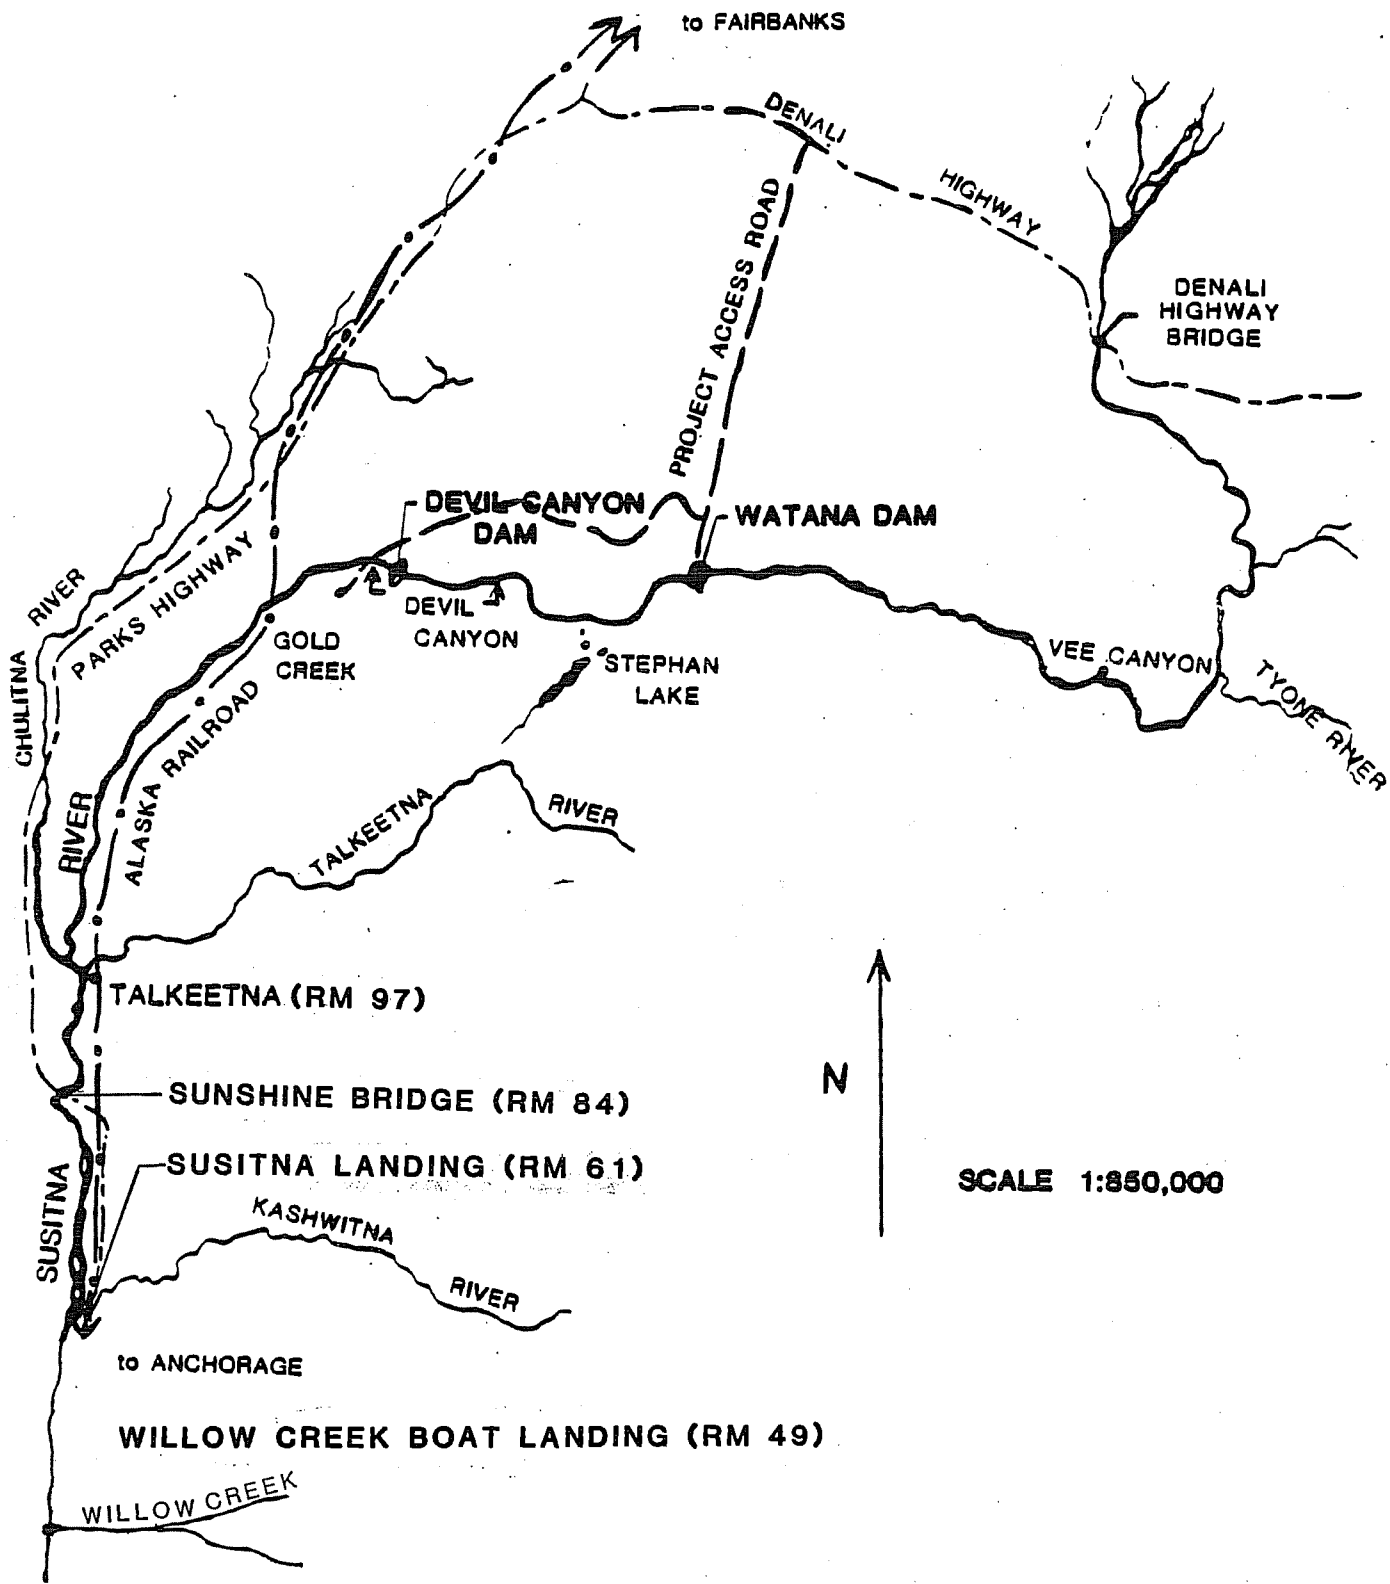 to FAIRBANKS
DENALI
HIGHWAY
DENALI
HIGHWAY
BRIDGE
PROJECT ACCESS ROAD
DEVIL CANYON
DAM
WATANA DAM
RIVER
PARKS HIGHWAY
DEVIL
CANYON
GOLD
CREEK
STEPHAN
LAKE
VEE CANYON
TYONE RIVER
CHULITNA
ALASKA RAILROAD
RIVER
TALKEETNA
RIVER
TALKEETNA (RM 97)
N
SUNSHINE BRIDGE (RM 84)
SUSITNA LANDING (RM 61)
SCALE 1:850,000
SUSITNA
KASHWITNA
RIVER
to ANCHORAGE
WILLOW CREEK BOAT LANDING (RM 49)
WILLOW CREEK